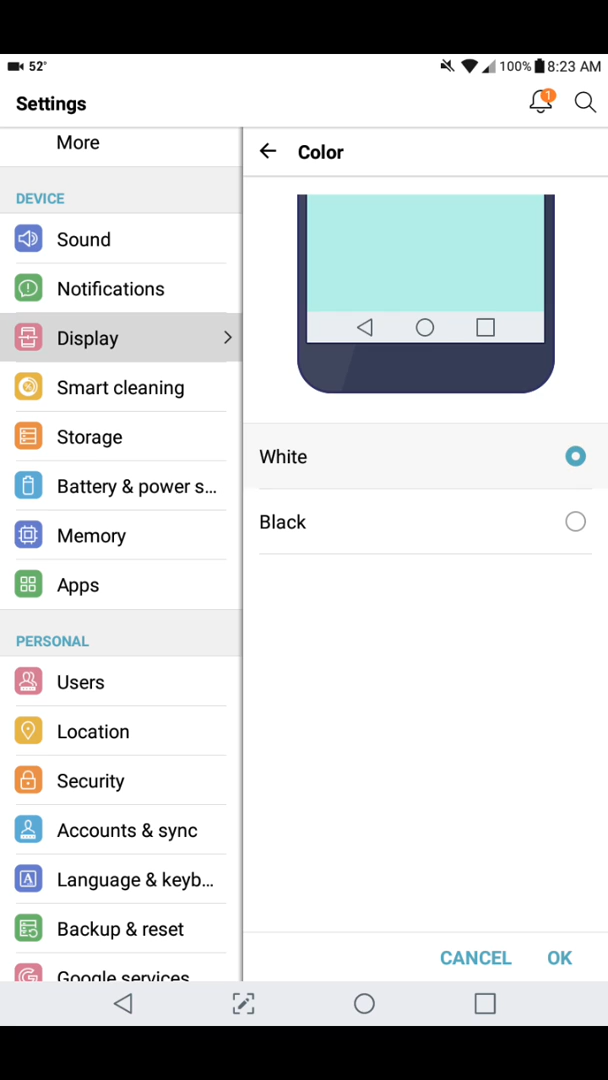 52°
100% 8:23 AM
Settings
1
More
Color
DEVICE
Sound
Notifications
Display
Smart cleaning
Storage
Battery & power s...
Memory
Apps
White
Black
PERSONAL
Users
Location
Security
Accounts & sync
Language & keyb...
Backup & reset
Google services
CANCEL OK